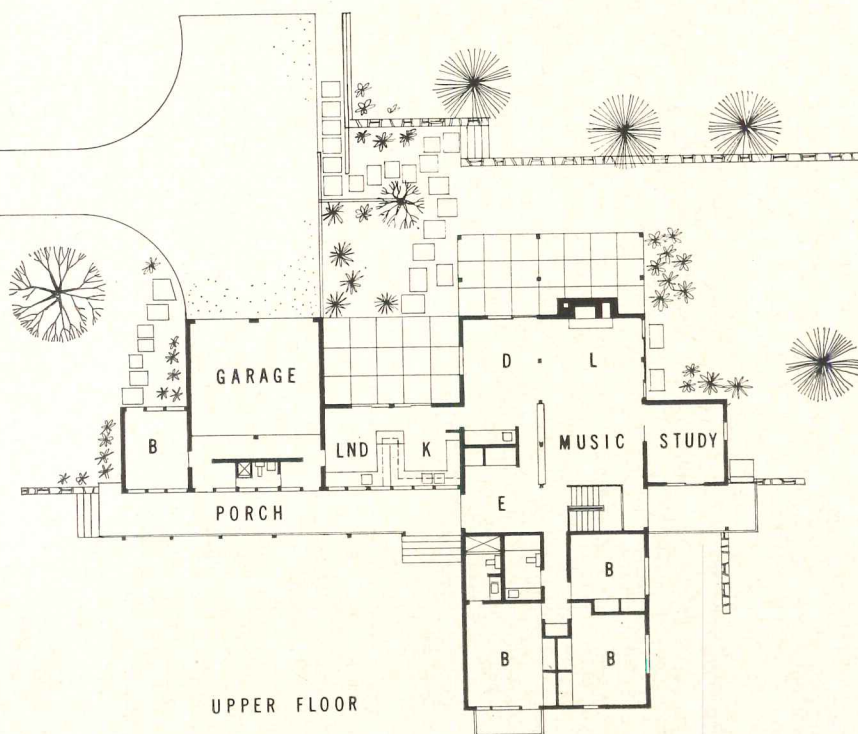 GARAGE
D L
B
LND K
MUSIC
STUDY
PORCH
E
B
B
B
UPPER FLOOR